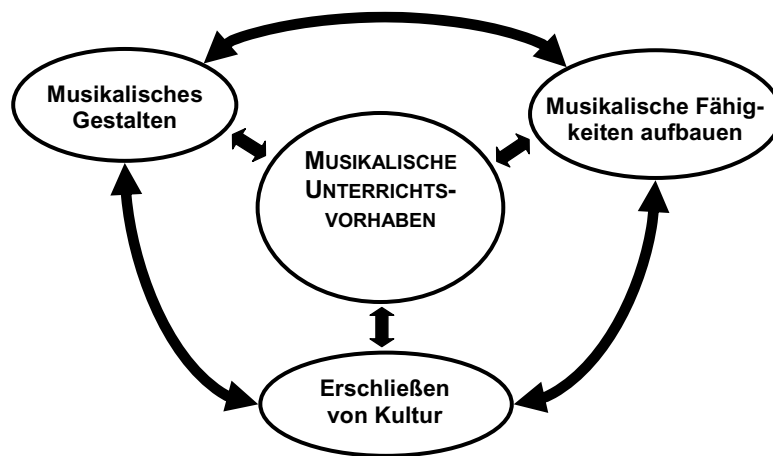 Musikalisches
Gestalten
Musikalische Fähig-
keiten aufbauen
MUSIKALISCHE
UNTERRICHTS-
VORHABEN
Erschließen
von Kultur